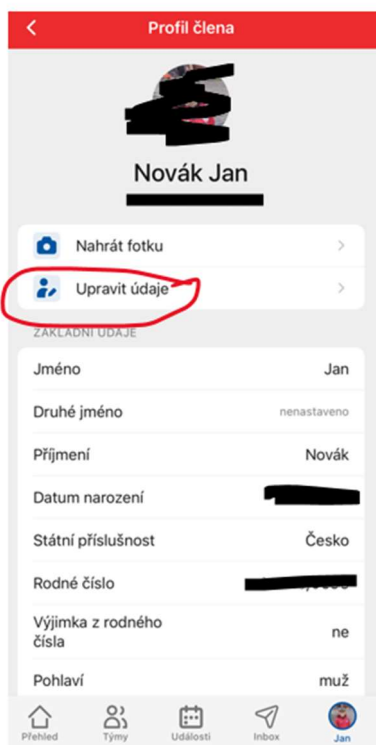 Profil člena
Novák Jan
Nahrát fotku
Upravit údaje
ZÁKLADNÍ ÚDAJE
Jméno Jan
Druhé jméno nenastaveno
Příjmení Novák
Datum narození
Státní příslušnost Česko
Rodné číslo
Výjimka z rodného
čísla ne
Pohlaví muž
Přehled Týmy Události Inbox Jan